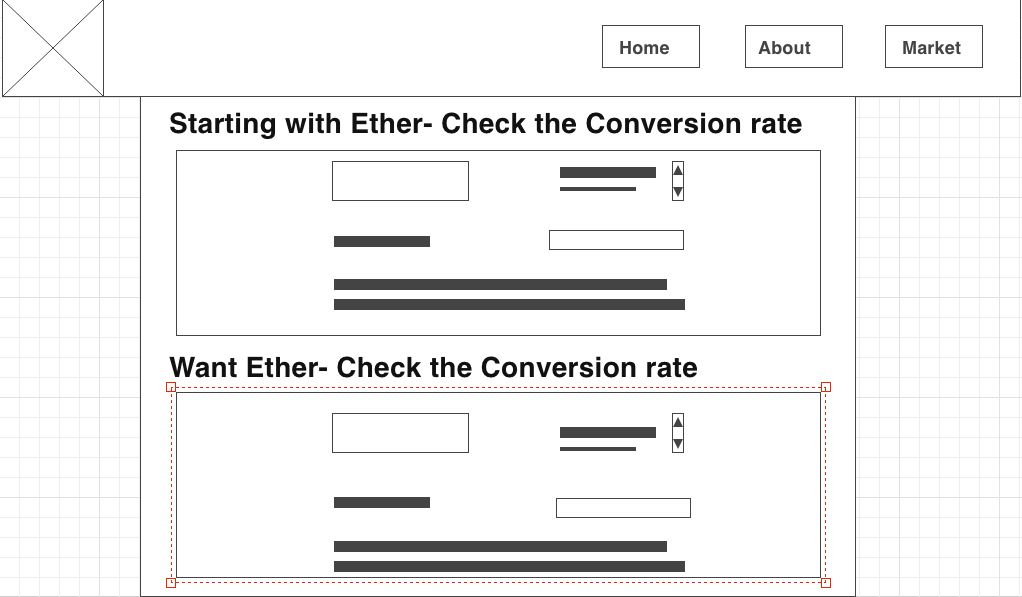 Home
About
Market
Starting with Ether- Check the Conversion rate
Want Ether- Check the Conversion rate